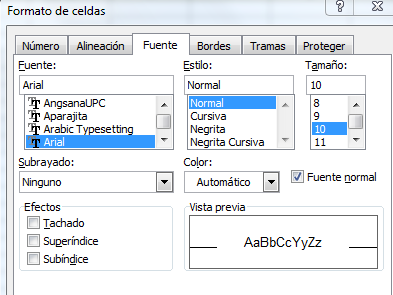 Formato de celdas ?
Número Alineación Fuente Bordes Tramas Proteger
Fuente: Estilo: Tamaño:
Arial Normal 10
AngsanaUPC Normal 8
Aparajita Cursiva 9
Arabic Typesetting Negrita 10
Arial Negrita Cursiva 11
Subrayado: Color:
Ninguno Automático Fuente normal
Efectos Vista previa
Tachado
Superíndice AaBbCcYyZz
Subíndice